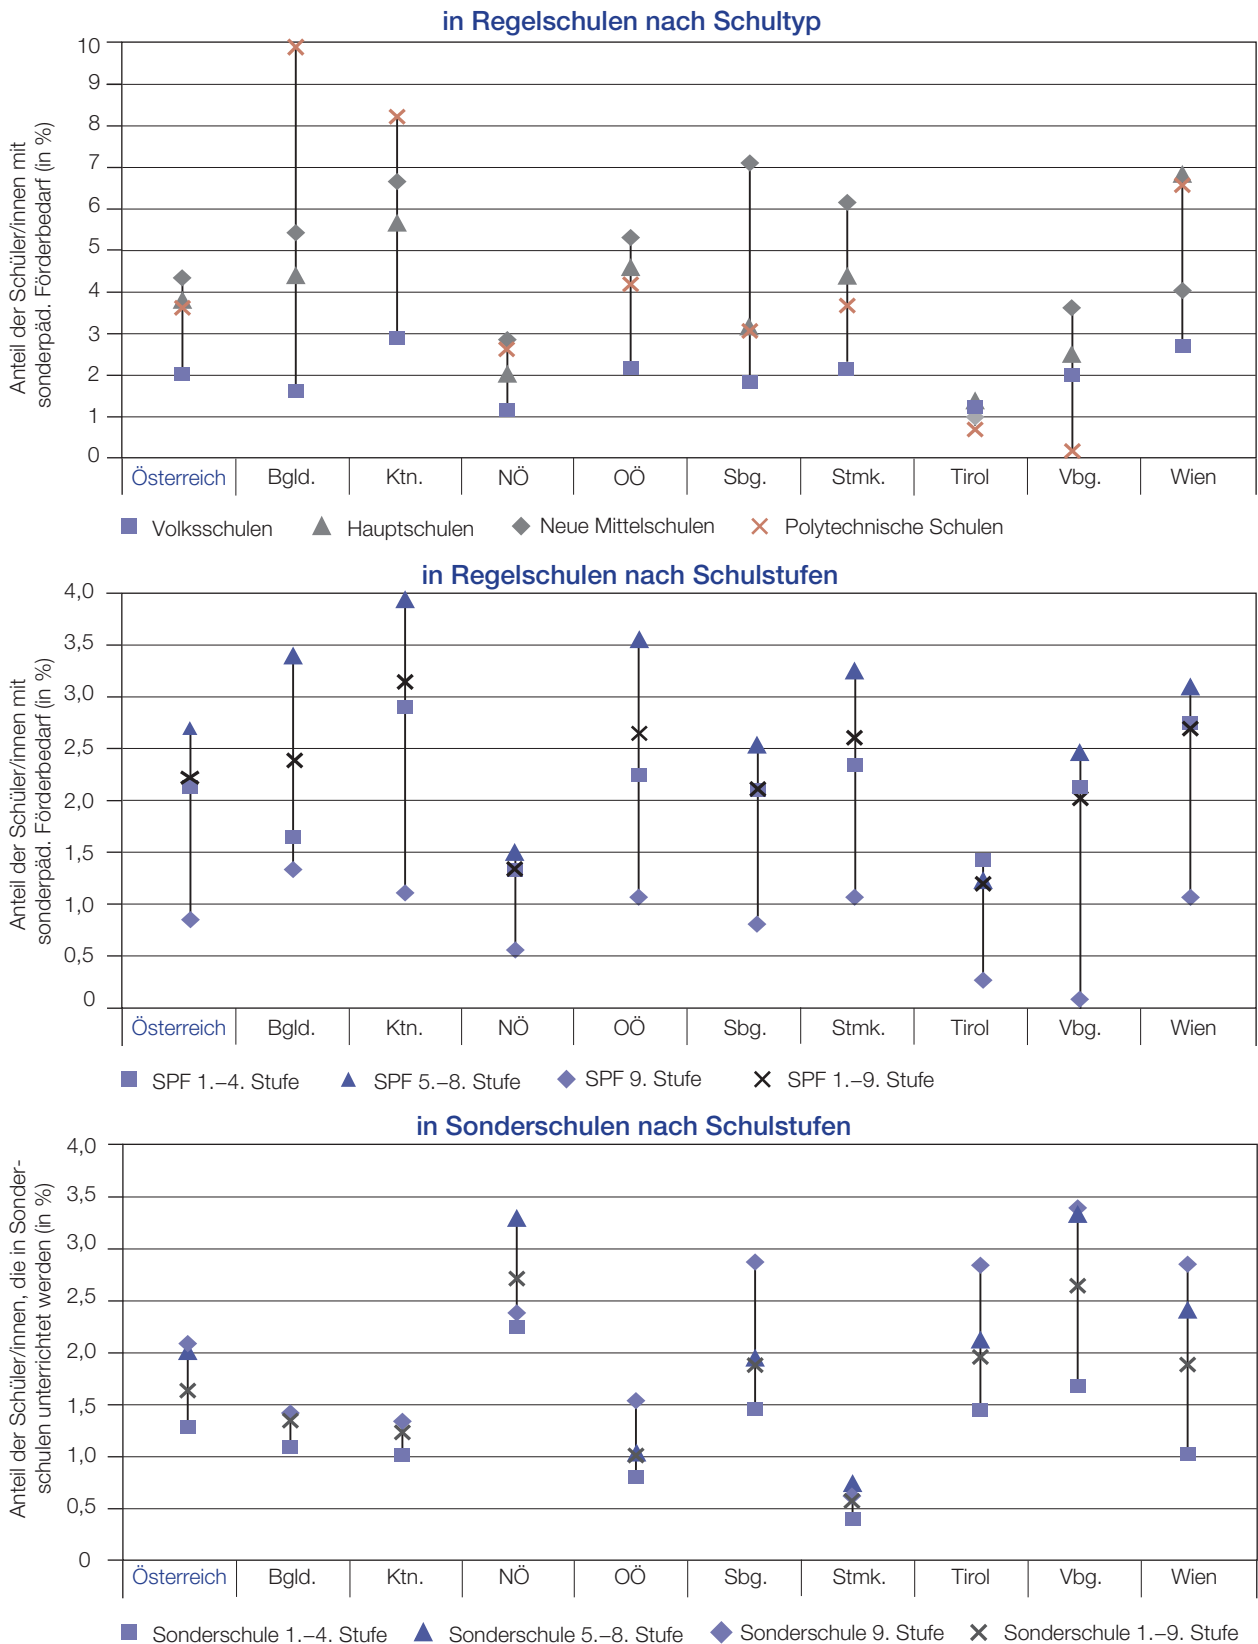 in Regelschulen nach Schultyp
Anteil der Schüler/innen mit
sonderpäd. Förderbedarf (in %)
10
9
8
7
6
5
4
3
2
1
0
Österreich Bgld. Ktn. NÖ OÖ Sbg. Stmk. Tirol Vbg. Wien
Volksschulen Hauptschulen Neue Mittelschulen Polytechnische Schulen
in Regelschulen nach Schulstufen
Anteil der Schüler/innen mit
sonderpäd. Förderbedarf (in %)
4,0
3,5
3,0
2,5
2,0
1,5
1,0
0,5
0
Österreich Bgld. Ktn. NÖ OÖ Sbg. Stmk. Tirol Vbg. Wien
SPF 1.–4. Stufe SPF 5.–8. Stufe SPF 9. Stufe SPF 1.–9. Stufe
in Sonderschulen nach Schulstufen
Anteil der Schüler/innen, die in Sonder-
schulen unterrichtet werden (in %)
4,0
3,5
3,0
2,5
2,0
1,5
1,0
0,5
0
Österreich Bgld. Ktn. NÖ OÖ Sbg. Stmk. Tirol Vbg. Wien
Sonderschule 1.–4. Stufe Sonderschule 5.–8. Stufe Sonderschule 9. Stufe Sonderschule 1.–9. Stufe